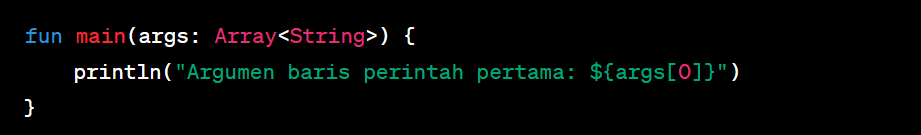 fun main(args: Array<String>) {
    println("Argumen baris perintah pertama: ${args[0]}")
}